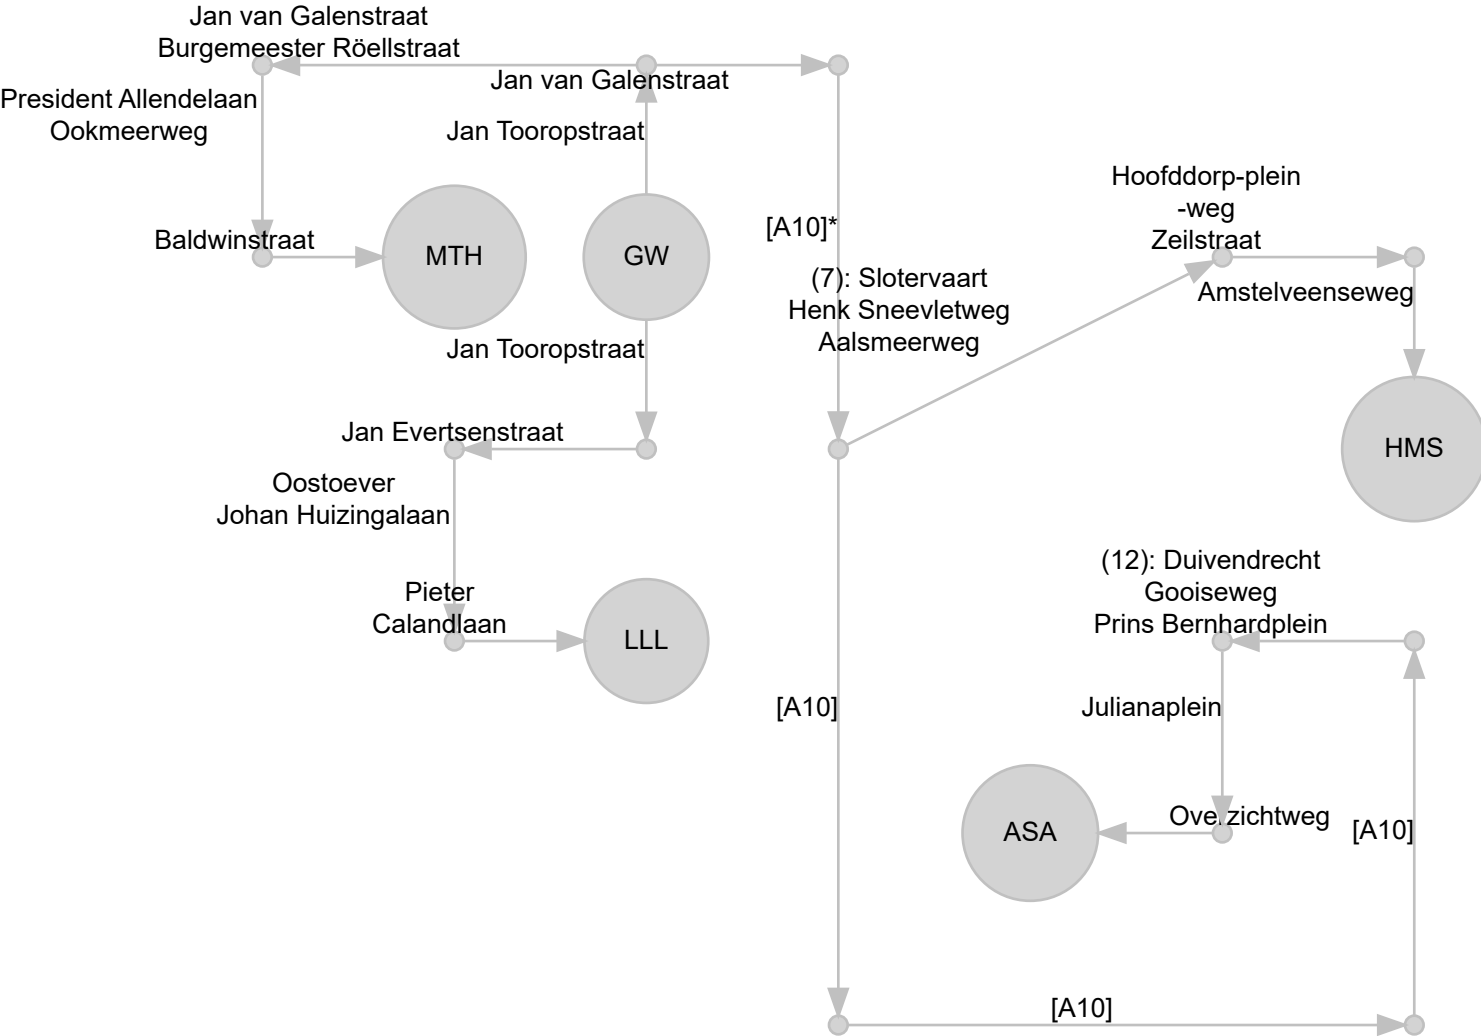 Jan van Galenstraat
Burgemeester Röellstraat
Jan van Galenstraat
President Allendelaan
Ookmeerweg
Jan Tooropstraat
Hoofddorp-plein
-weg
Zeilstraat
[A10]*
Baldwinstraat
MTH
GW
(7): Slotervaart
Henk Sneevletweg
Aalsmeerweg
Amstelveenseweg
Jan Tooropstraat
Jan Evertsenstraat
HMS
Oostoever
Johan Huizingalaan
(12): Duivendrecht
Gooiseweg
Prins Bernhardplein
Pieter
Calandlaan
LLL
[A10]
Julianaplein
Overzichtweg
ASA
[A10]
[A10]